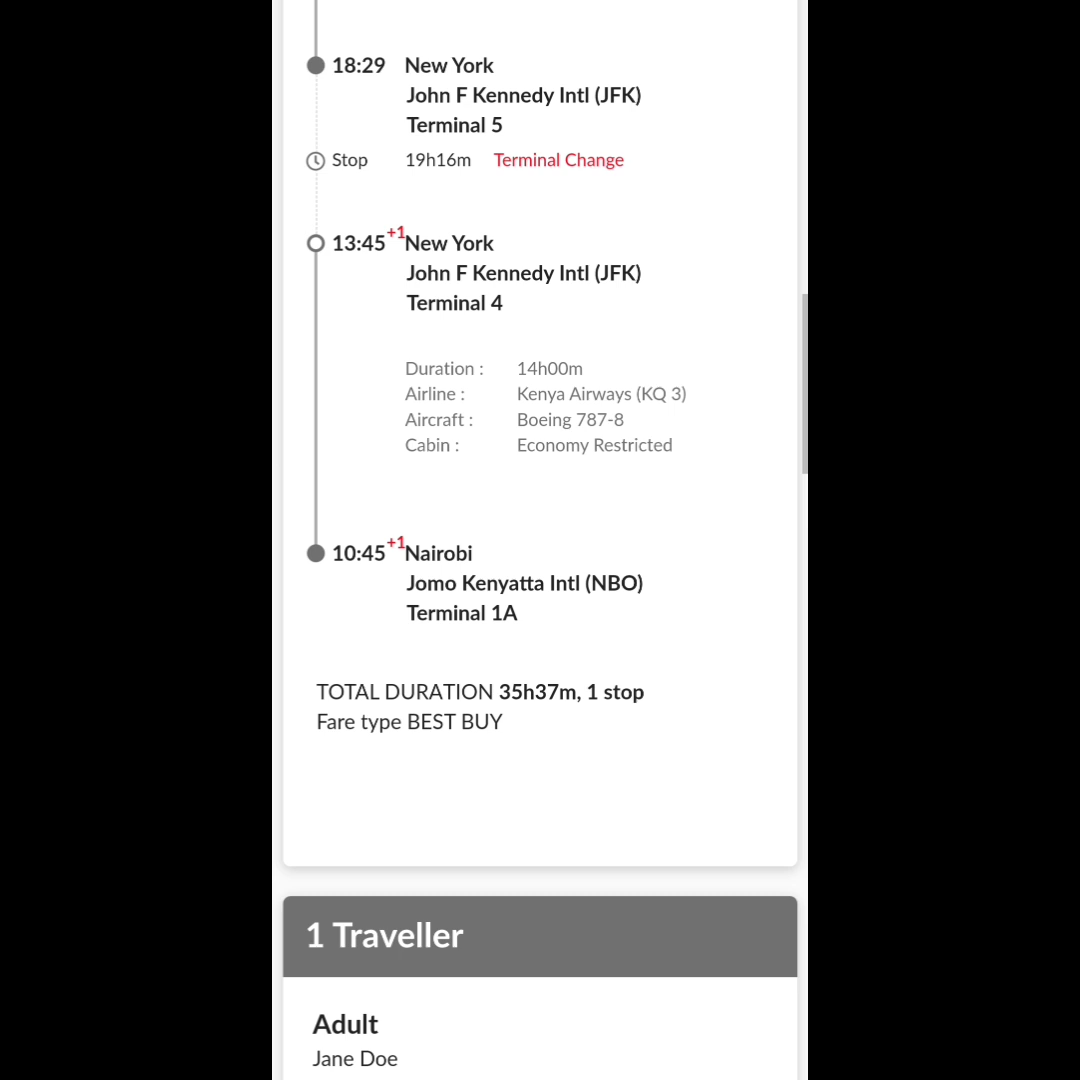 18:29 New York
John F Kennedy Intl (JFK)
Terminal 5
Stop 19h16m Terminal Change
13:45 +1 New York
John F Kennedy Intl (JFK)
Terminal 4
Duration : 14h00m
Airline : Kenya Airways (KQ 3)
Aircraft : Boeing 787-8
Cabin : Economy Restricted
10:45 +1 Nairobi
Jomo Kenyatta Intl (NBO)
Terminal 1A
TOTAL DURATION 35h37m, 1 stop
Fare type BEST BUY
1 Traveller
Adult
Jane Doe